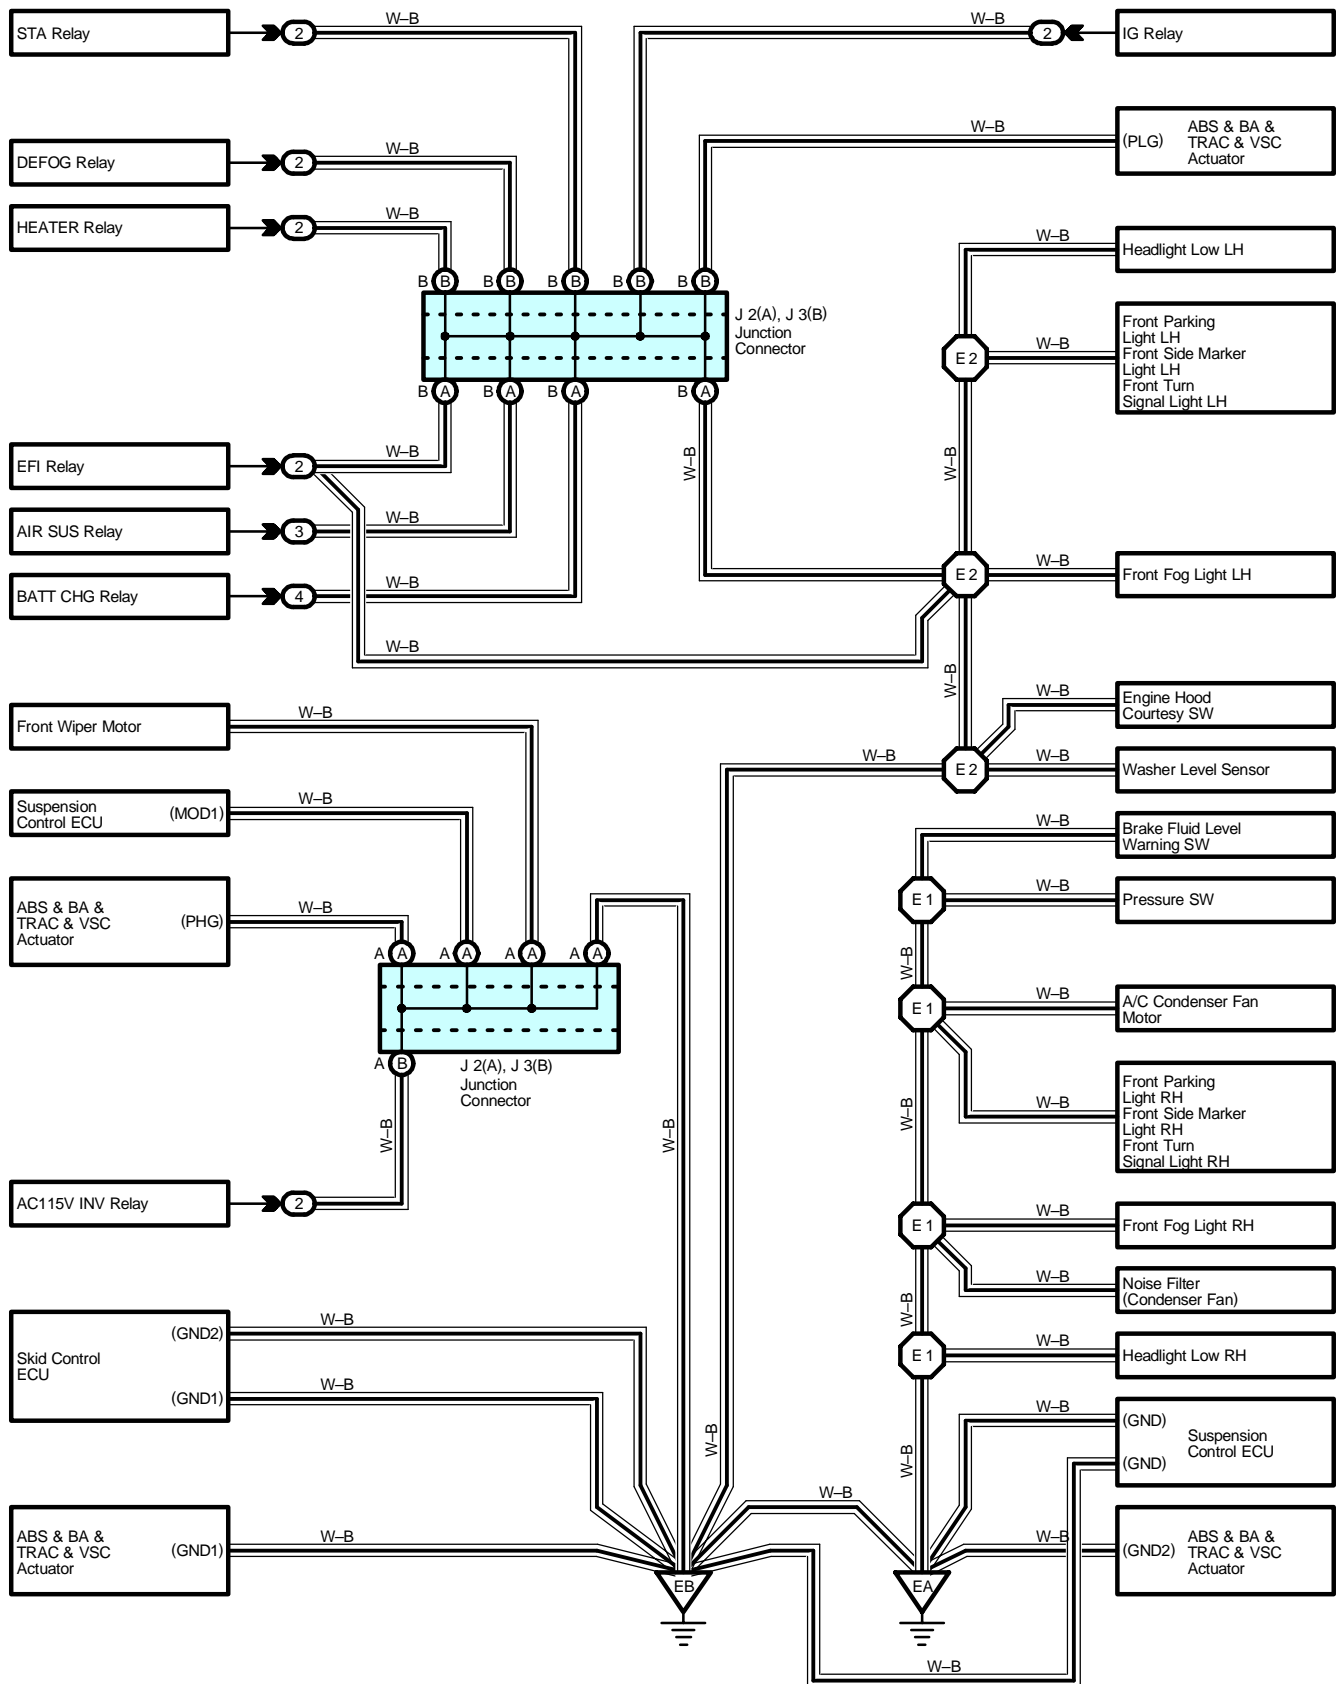 W–B
W–B
STA Relay
2
2
IG Relay
W–B
(PLG)
ABS & BA &
TRAC & VSC
Actuator
W–B
DEFOG Relay
2
W–B
HEATER Relay
2
W–B
Headlight Low LH
B B
B B
B B
B B
B B
J 2(A), J 3(B)
Junction
Connector
Front Parking
Light LH
Front Side Marker
Light LH
Front Turn
Signal Light LH
W–B
E 2
B A
B A
B A
B A
W–B
EFI Relay
2
W–B
W–B
W–B
AIR SUS Relay
3
W–B
E 2
W–B
Front Fog Light LH
W–B
BATT CHG Relay
4
W–B
W–B
W–B
Engine Hood
Courtesy SW
W–B
Front Wiper Motor
W–B
E 2
W–B
Washer Level Sensor
W–B
Suspension
Control ECU
(MOD1)
W–B
Brake Fluid Level
Warning SW
W–B
ABS & BA &
TRAC & VSC
Actuator
(PHG)
E 1
W–B
Pressure SW
A A
A A
A A
A A
W–B
E 1
W–B
A/C Condenser Fan
Motor
A B
J 2(A), J 3(B)
Junction
Connector
W–B
W–B
W–B
W–B
Front Parking
Light RH
Front Side Marker
Light RH
Front Turn
Signal Light RH
AC115V INV Relay
2
E 1
W–B
Front Fog Light RH
W–B
Noise Filter
(Condenser Fan)
W–B
W–B
(GND2)
Skid Control
ECU
W–B
(GND1)
E 1
W–B
Headlight Low RH
W–B
W–B
W–B
(GND)
Suspension
Control ECU
(GND)
W–B
W–B
ABS & BA &
TRAC & VSC
Actuator
(GND1)
W–B
(GND2)
ABS & BA &
TRAC & VSC
Actuator
EB
EA
W–B